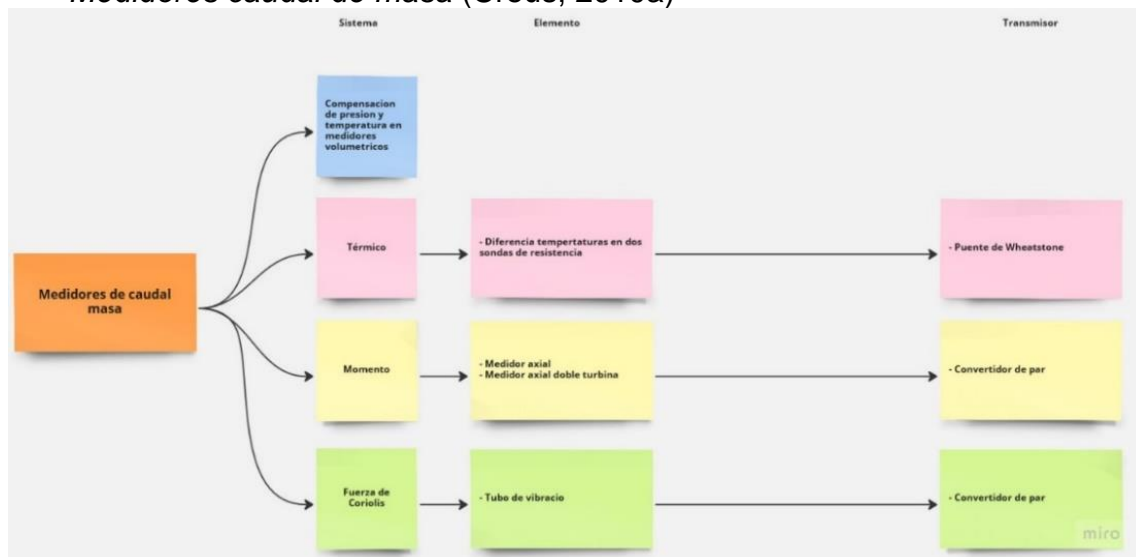 Medidores caudal de masa (Creus, 2010a)
Sistema
Elemento
Transmisor
Compensacion
de presion y
temperatura en
medidores
volumetricos
Térmico
- Diferencia tempertaturas en dos
sondas de resistencia
- Puente de Wheatstone
Medidores de caudal
masa
Momento
- Medidor axial
- Medidor axial doble turbina
- Convertidor de par
Fuerza de
Coriolis
- Tubo de vibracio
- Convertidor de par
miro